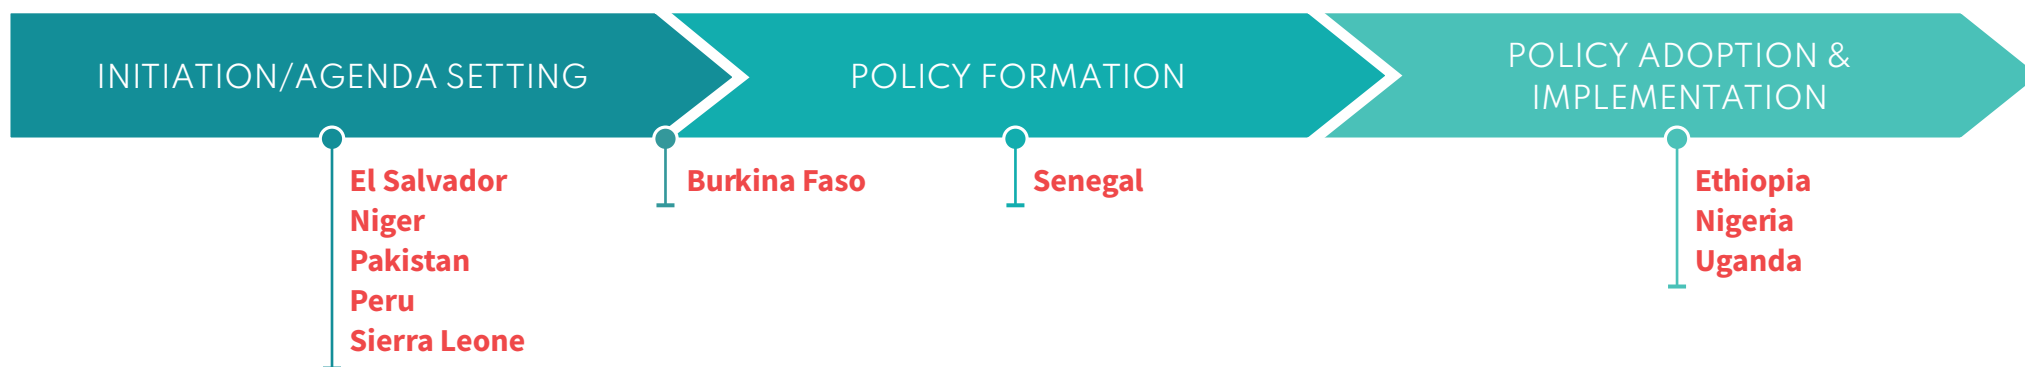 INITIATION/AGENDA SETTING
POLICY FORMATION
POLICY ADOPTION &
IMPLEMENTATION
El Salvador
Niger
Pakistan
Peru
Sierra Leone
Burkina Faso
Senegal
Ethiopia
Nigeria
Uganda